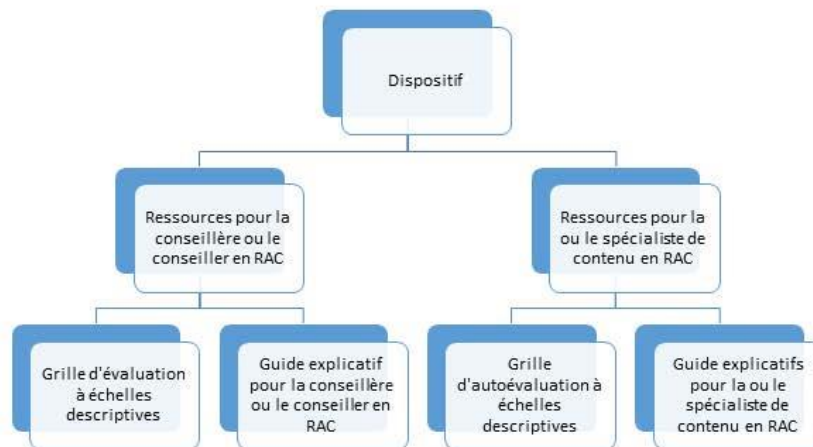 Dispositif
Ressources pour la
conseillère ou le
conseiller en RAC
Ressources pour la
ou le spécialiste de
contenu en RAC
Grille d'évaluation
à échelles
descriptives
Guide explicatif
pour la conseillère
ou le conseiller en
RAC
Grille
d'autoévaluation à
échelles
descriptives
Guide explicatifs
pour la ou le
spécialiste de
contenu en RAC